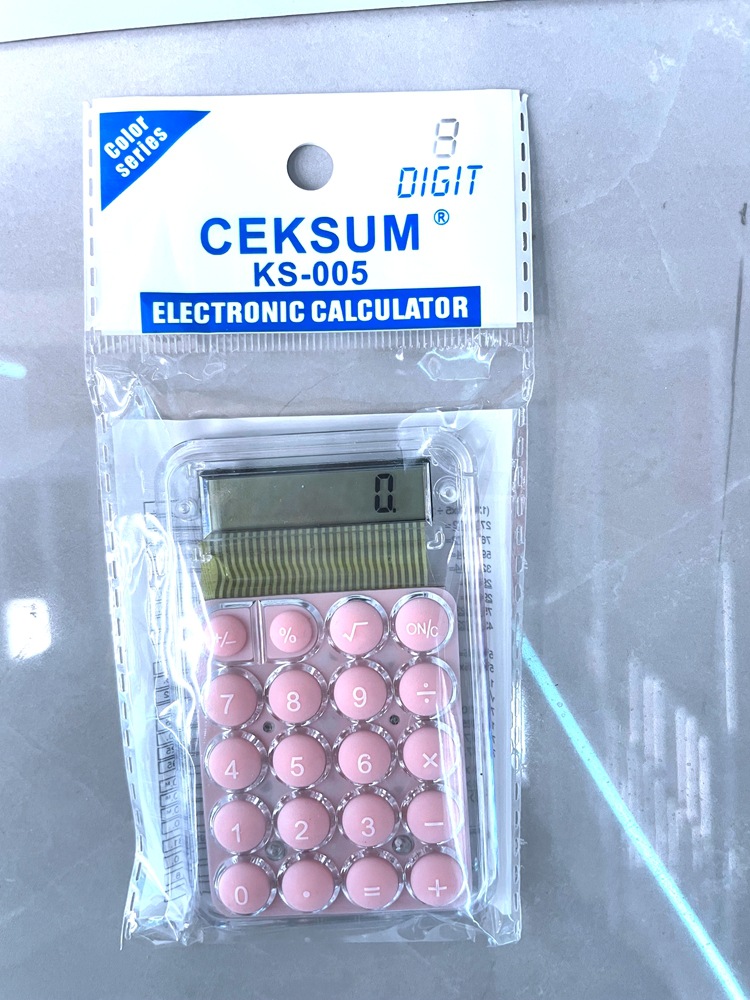 Color
series
8
DIGIT
CEKSUM ®
KS-005
ELECTRONIC CALCULATOR
0.
+/- % √ ON/C
7 8 9 ÷
4 5 6 ×
1 2 3 −
0 . = +